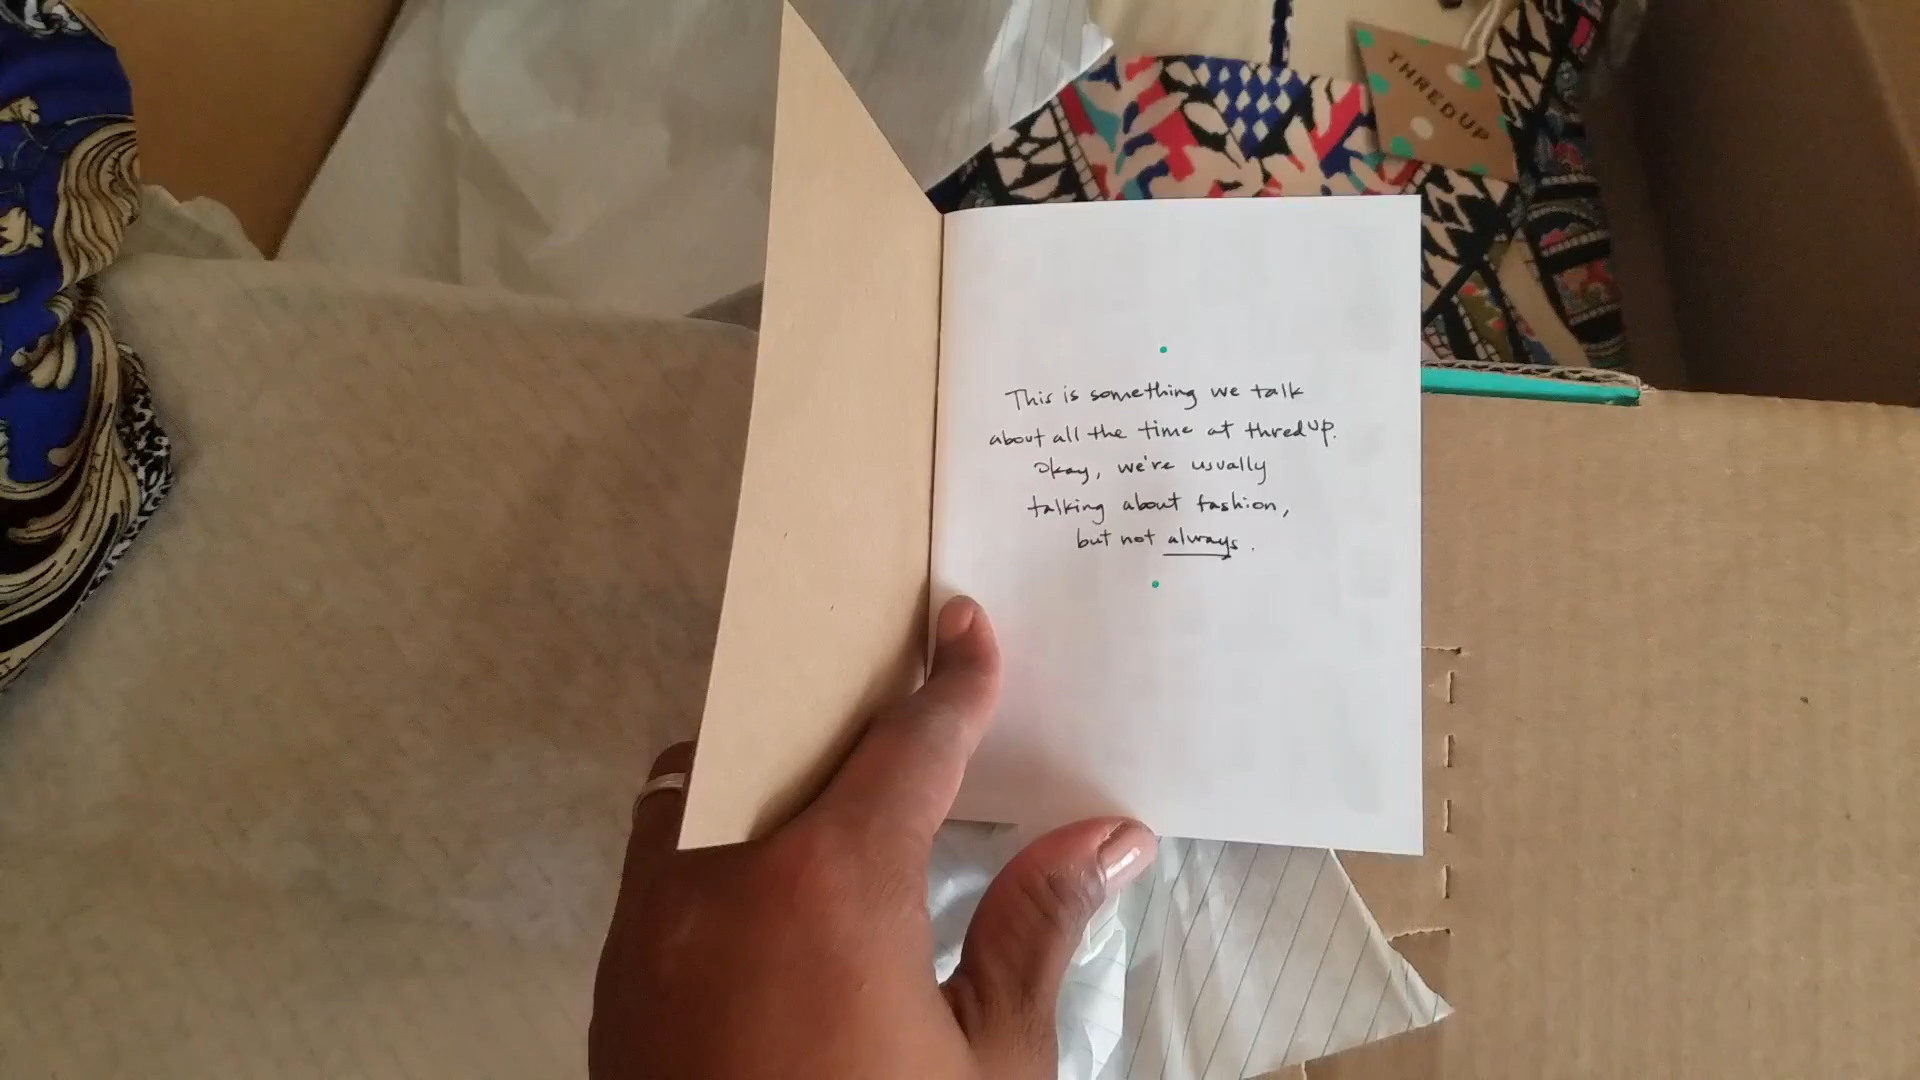 THREDUP
This is something we talk
about all the time at thredUP.
Okay, we're usually
talking about fashion,
but not always.